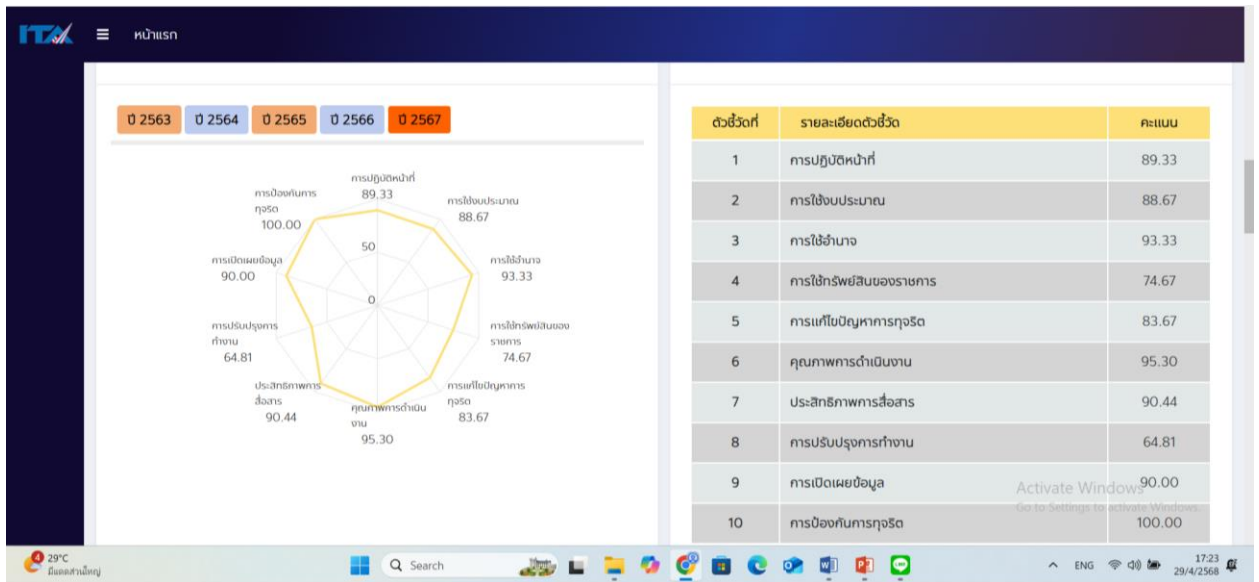 ITA
หน้าแรก
ปี 2563
ปี 2564
ปี 2565
ปี 2566
ปี 2567
การปฏิบัติหน้าที่
89.33
การใช้งบประมาณ
88.67
การใช้อำนาจ
93.33
การใช้ทรัพย์สินของ
ราชการ
74.67
การแก้ไขปัญหาการ
ทุจริต
83.67
คุณภาพการดำเนิน
งาน
95.30
ประสิทธิภาพการ
สื่อสาร
90.44
การปรับปรุงการ
ทำงาน
64.81
การเปิดเผยข้อมูล
90.00
การป้องกันการ
ทุจริต
100.00
50
0
ตัวชี้วัดที่ รายละเอียดตัวชี้วัด คะแนน
1 การปฏิบัติหน้าที่ 89.33
2 การใช้งบประมาณ 88.67
3 การใช้อำนาจ 93.33
4 การใช้ทรัพย์สินของราชการ 74.67
5 การแก้ไขปัญหาการทุจริต 83.67
6 คุณภาพการดำเนินงาน 95.30
7 ประสิทธิภาพการสื่อสาร 90.44
8 การปรับปรุงการทำงาน 64.81
9 การเปิดเผยข้อมูล 90.00
10 การป้องกันการทุจริต 100.00
Activate Windows
Go to Settings to activate Windows.
4
29°C
มีแดดส่วนใหญ่
Search
ENG
17:23
29/4/2568